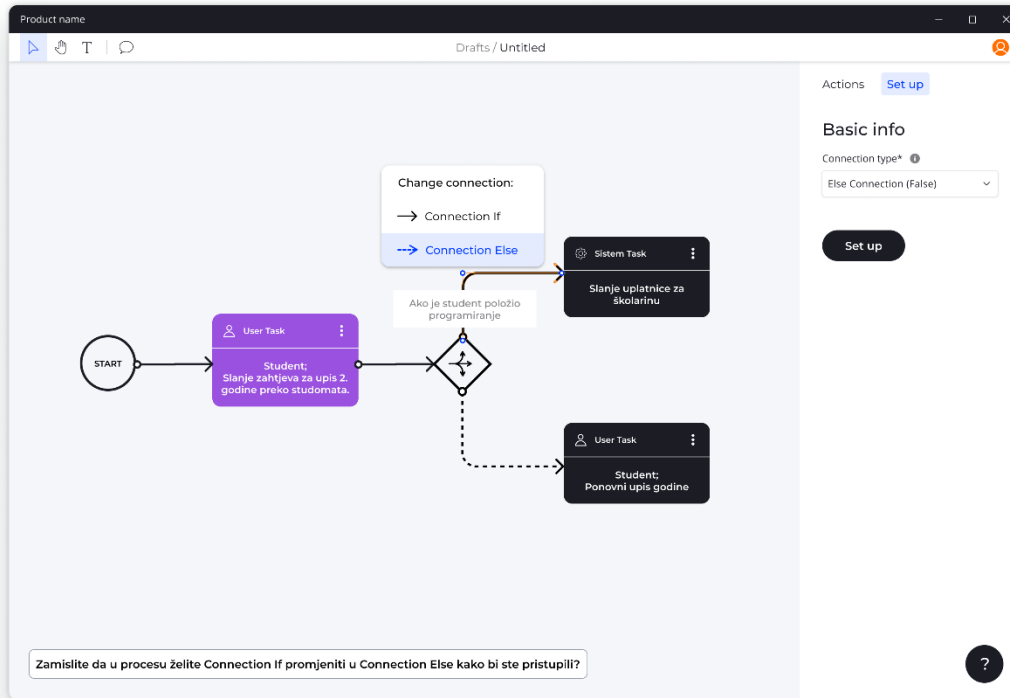 Product name
T
Drafts / Untitled
Actions
Set up
Basic info
Connection type*
Else Connection (False)
Set up
Change connection:
Connection If
Connection Else
Sistem Task
Slanje uplatnice za
školarinu
Ako je student položio
programiranje
START
User Task
Student;
Slanje zahtjeva za upis 2.
godine preko studomata.
User Task
Student;
Ponovni upis godine
Zamislite da u procesu želite Connection If promjeniti u Connection Else kako bi ste pristupili?
?